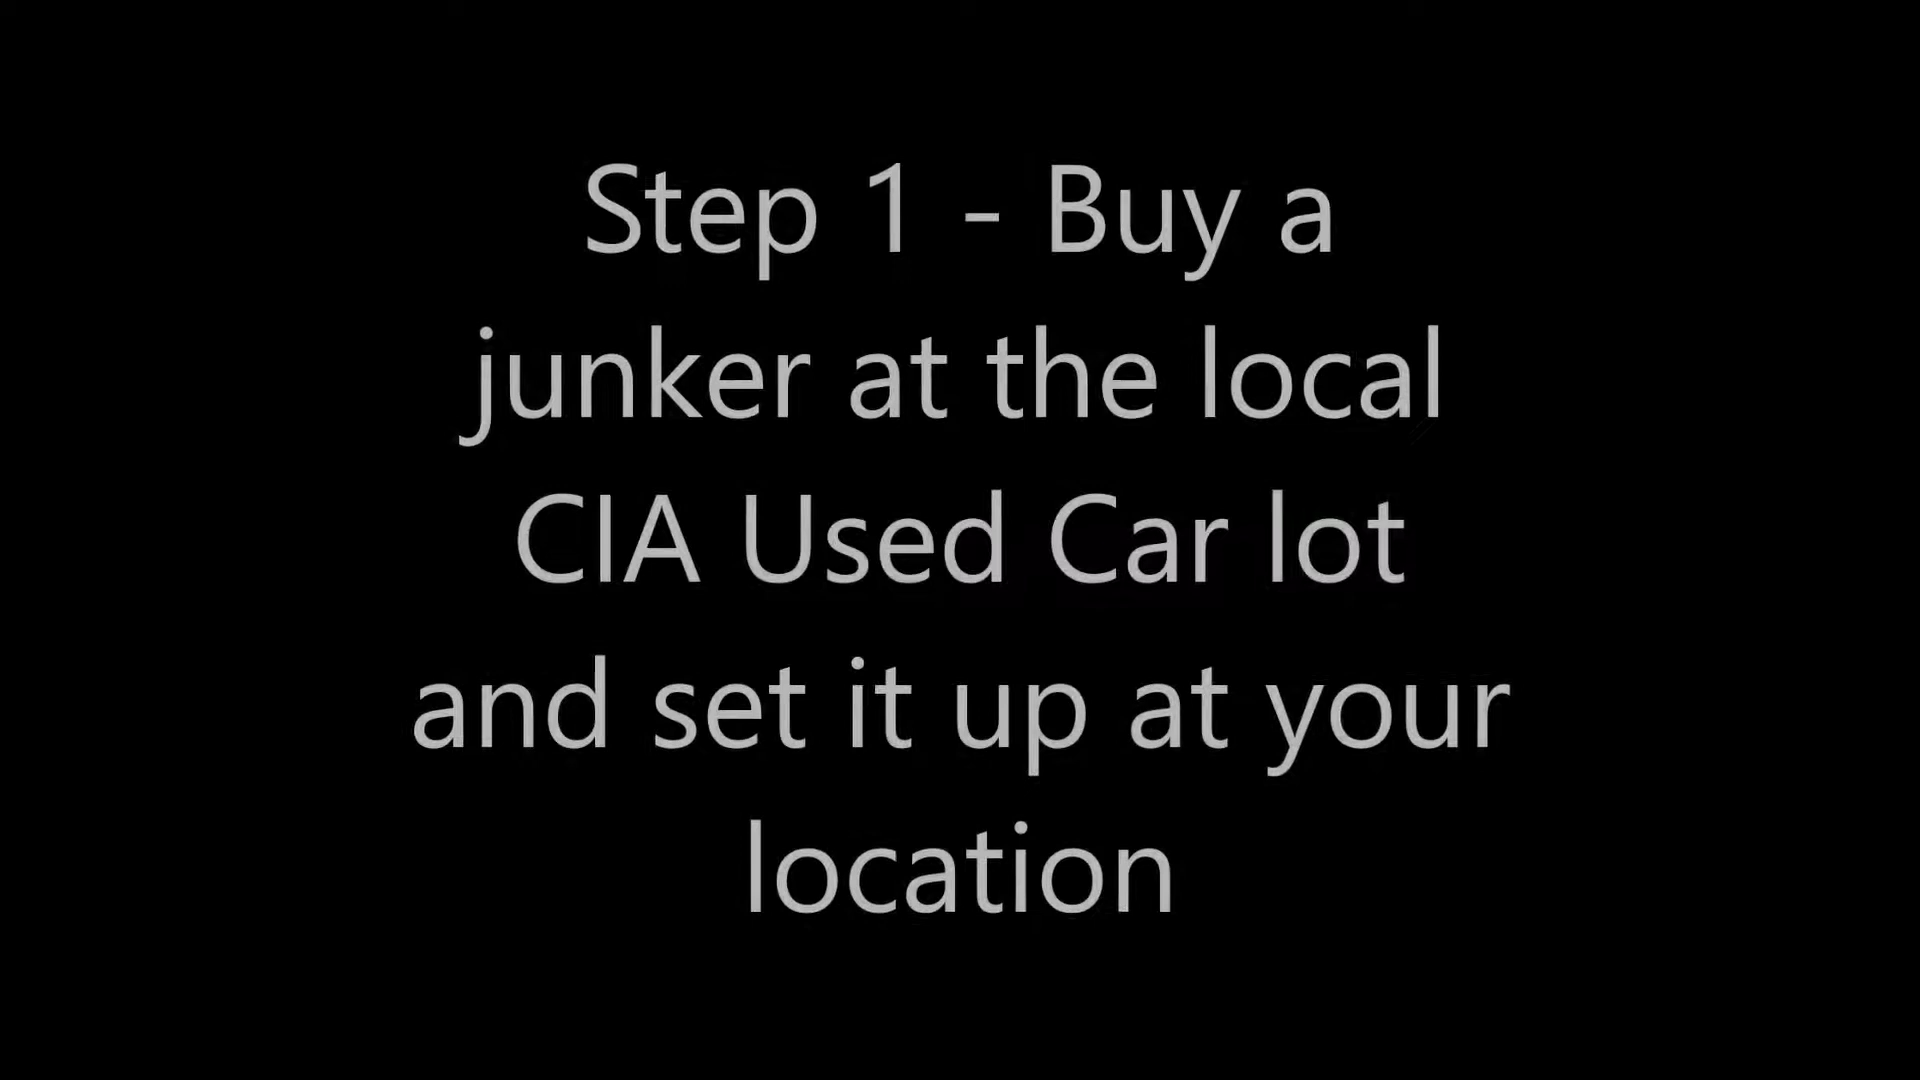 Step 1 - Buy a
junker at the local
CIA Used Car lot
and set it up at your
location